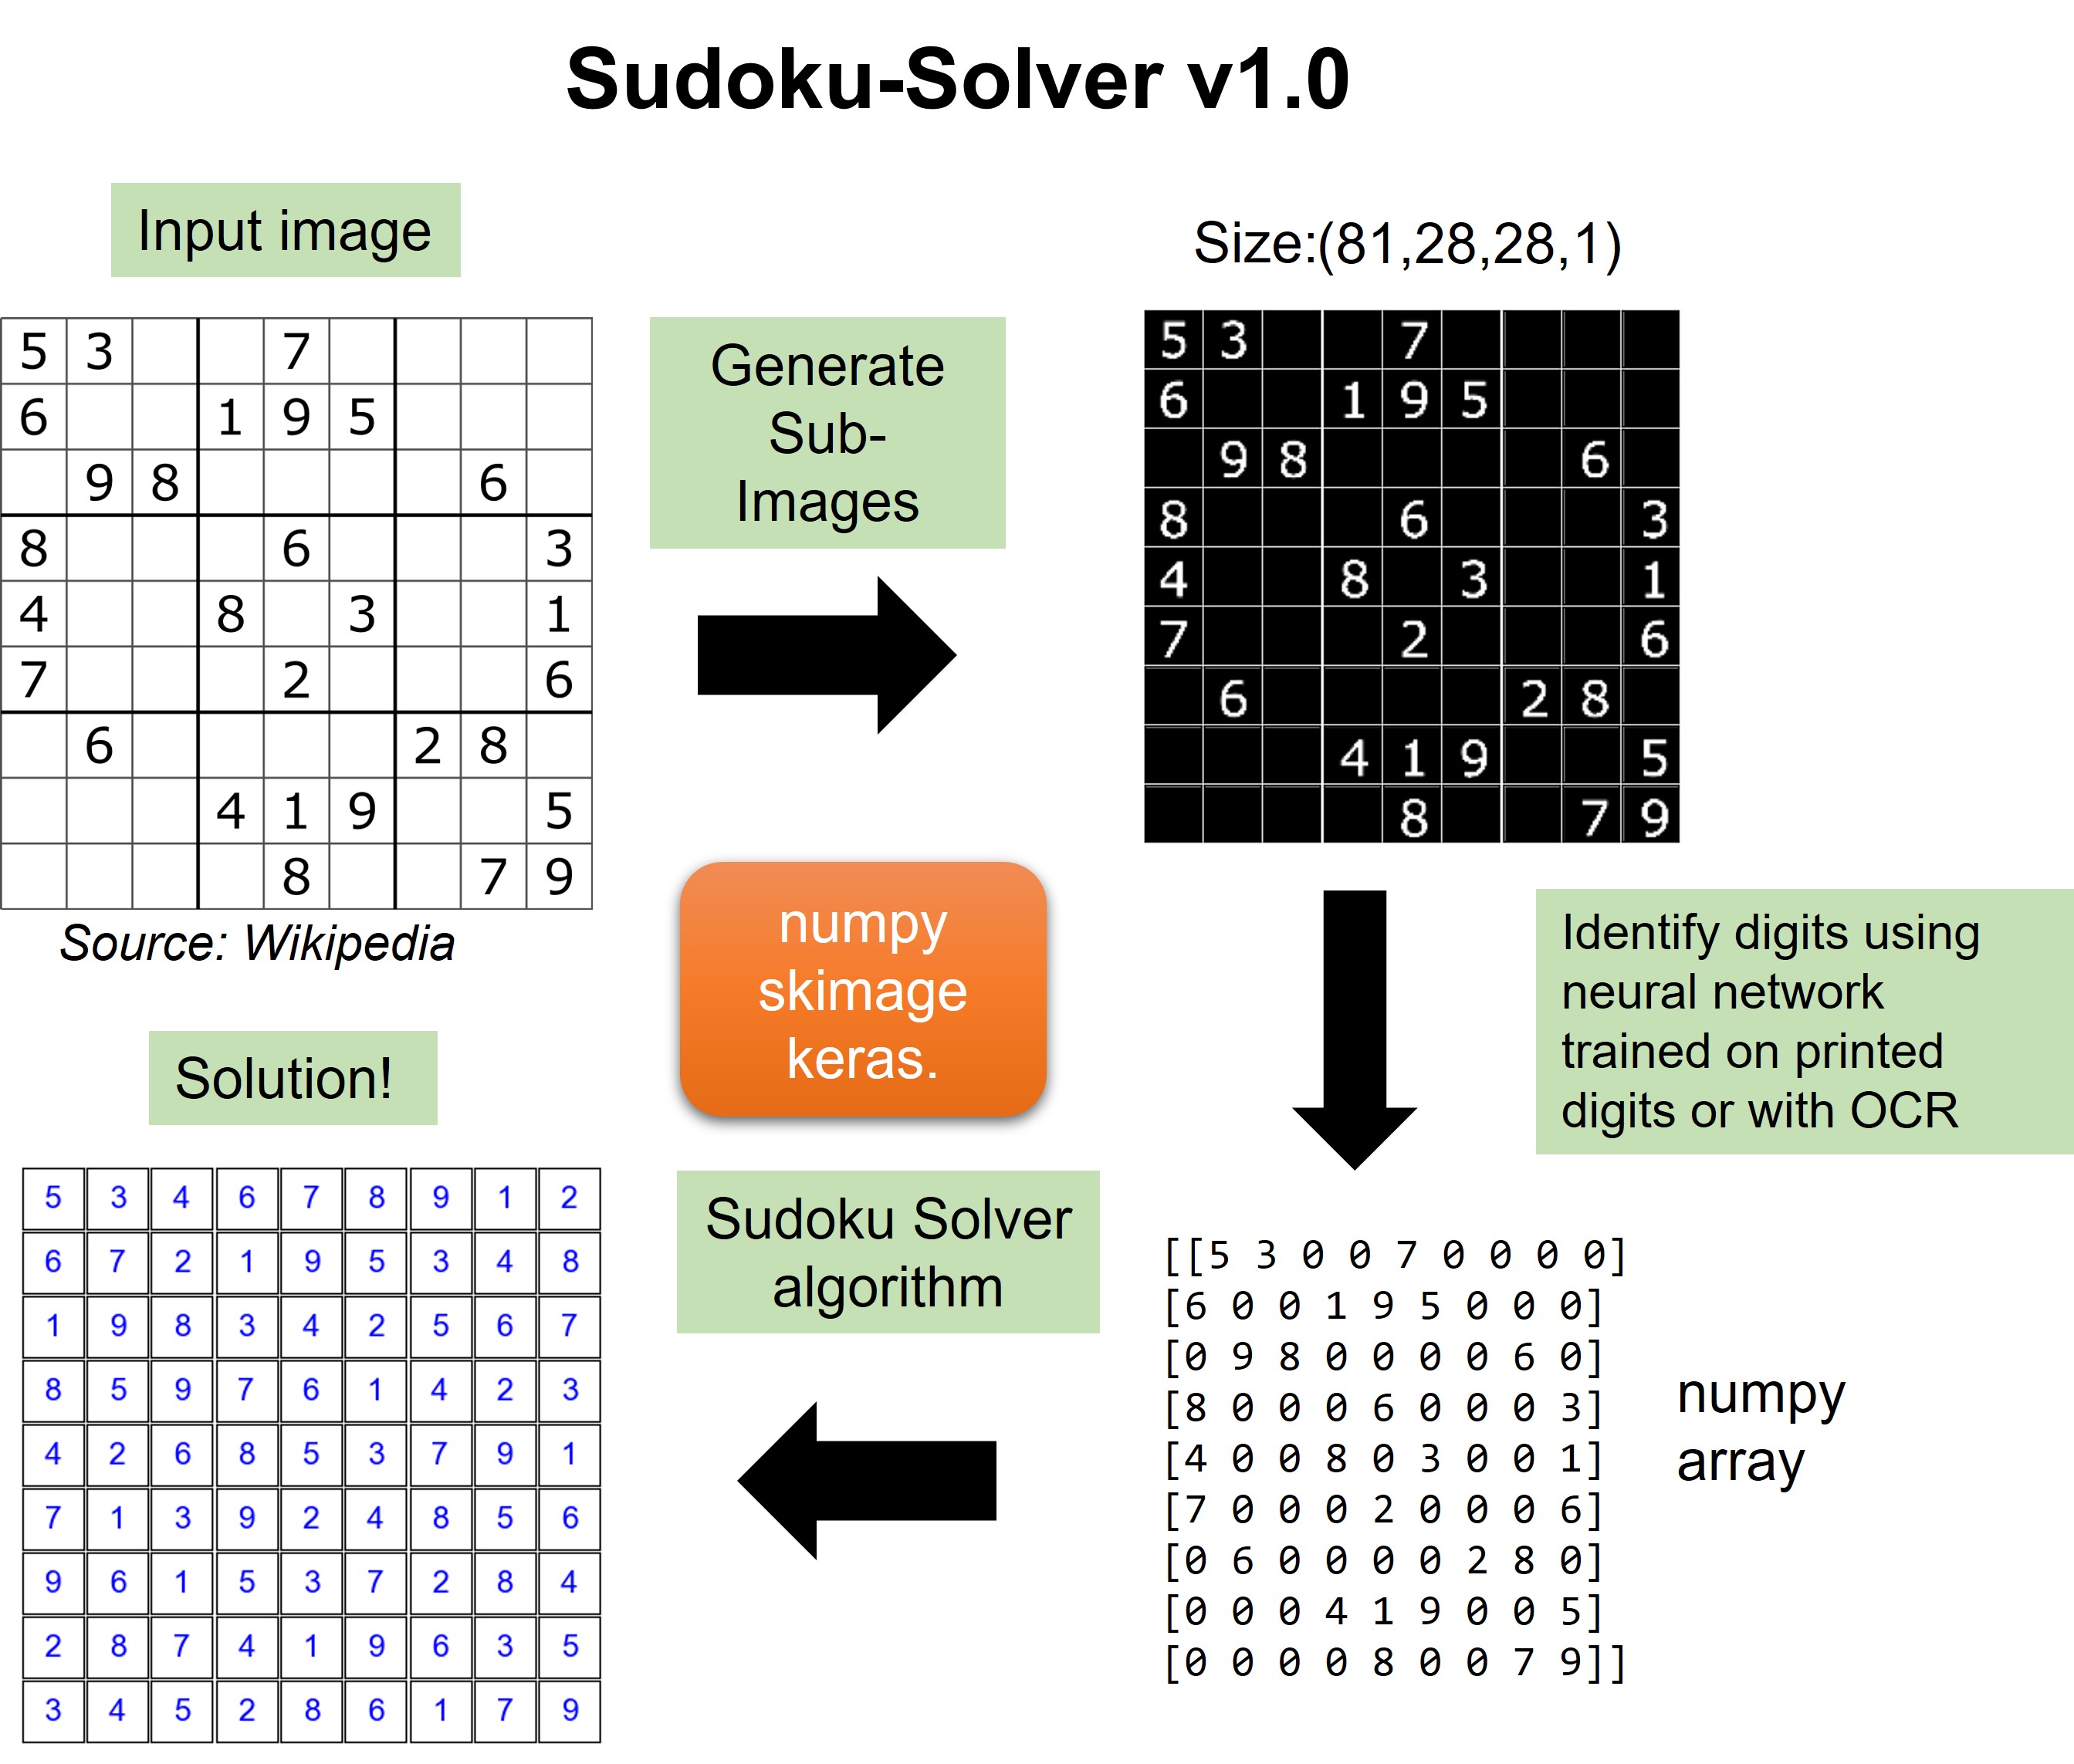 Sudoku-Solver v1.0
Input image
5 3 7
6 1 9 5
9 8 6
8 6 3
4 8 3 1
7 2 6
6 2 8
4 1 9 5
8 7 9
Source: Wikipedia
Generate
Sub-
Images
Size:(81,28,28,1)
5 3 7
6 1 9 5
9 8 6
8 6 3
4 8 3 1
7 2 6
6 2 8
4 1 9 5
8 7 9
numpy
skimage
keras.
Identify digits using
neural network
trained on printed
digits or with OCR
[[5 3 0 0 7 0 0 0 0]
[6 0 0 1 9 5 0 0 0]
[0 9 8 0 0 0 0 6 0]
[8 0 0 0 6 0 0 0 3]
[4 0 0 8 0 3 0 0 1]
[7 0 0 0 2 0 0 0 6]
[0 6 0 0 0 0 2 8 0]
[0 0 0 4 1 9 0 0 5]
[0 0 0 0 8 0 0 7 9]]
numpy
array
Sudoku Solver
algorithm
Solution!
5 3 4 6 7 8 9 1 2
6 7 2 1 9 5 3 4 8
1 9 8 3 4 2 5 6 7
8 5 9 7 6 1 4 2 3
4 2 6 8 5 3 7 9 1
7 1 3 9 2 4 8 5 6
9 6 1 5 3 7 2 8 4
2 8 7 4 1 9 6 3 5
3 4 5 2 8 6 1 7 9